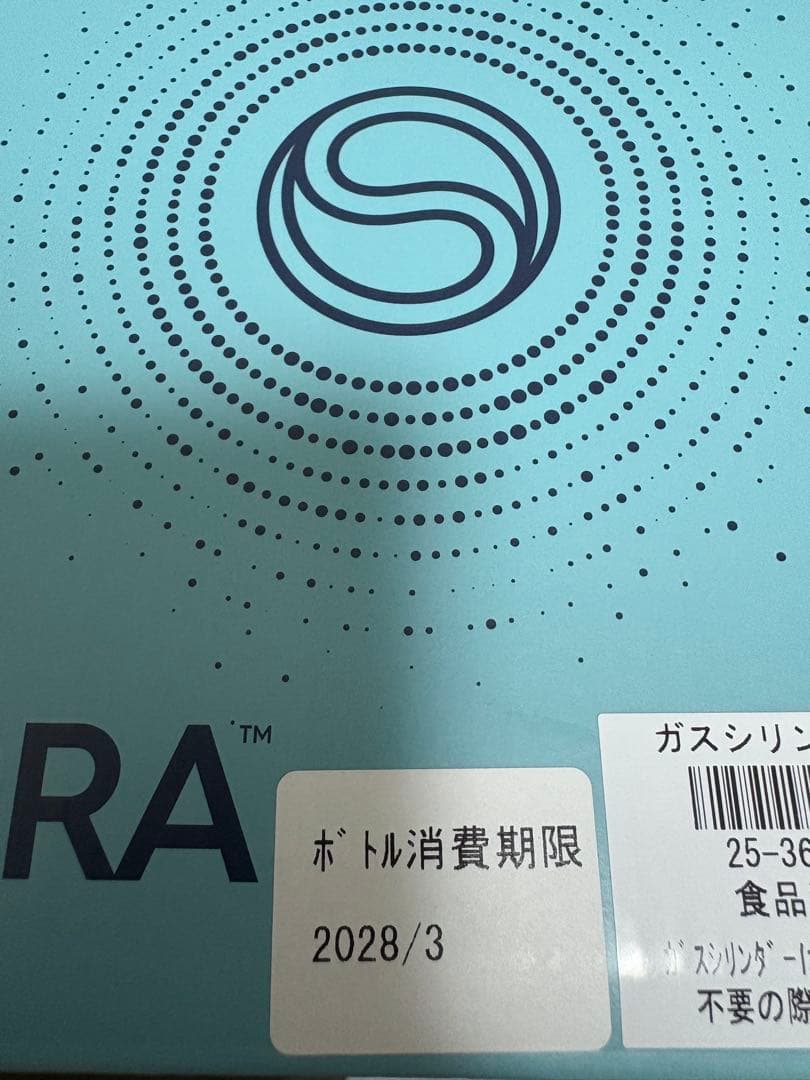 RA™
ﾎﾞﾄﾙ消費期限
2028/3
ガスシリン
25-36
食品
ｶﾞｽｼﾘﾝﾀﾞｰ
不要の際